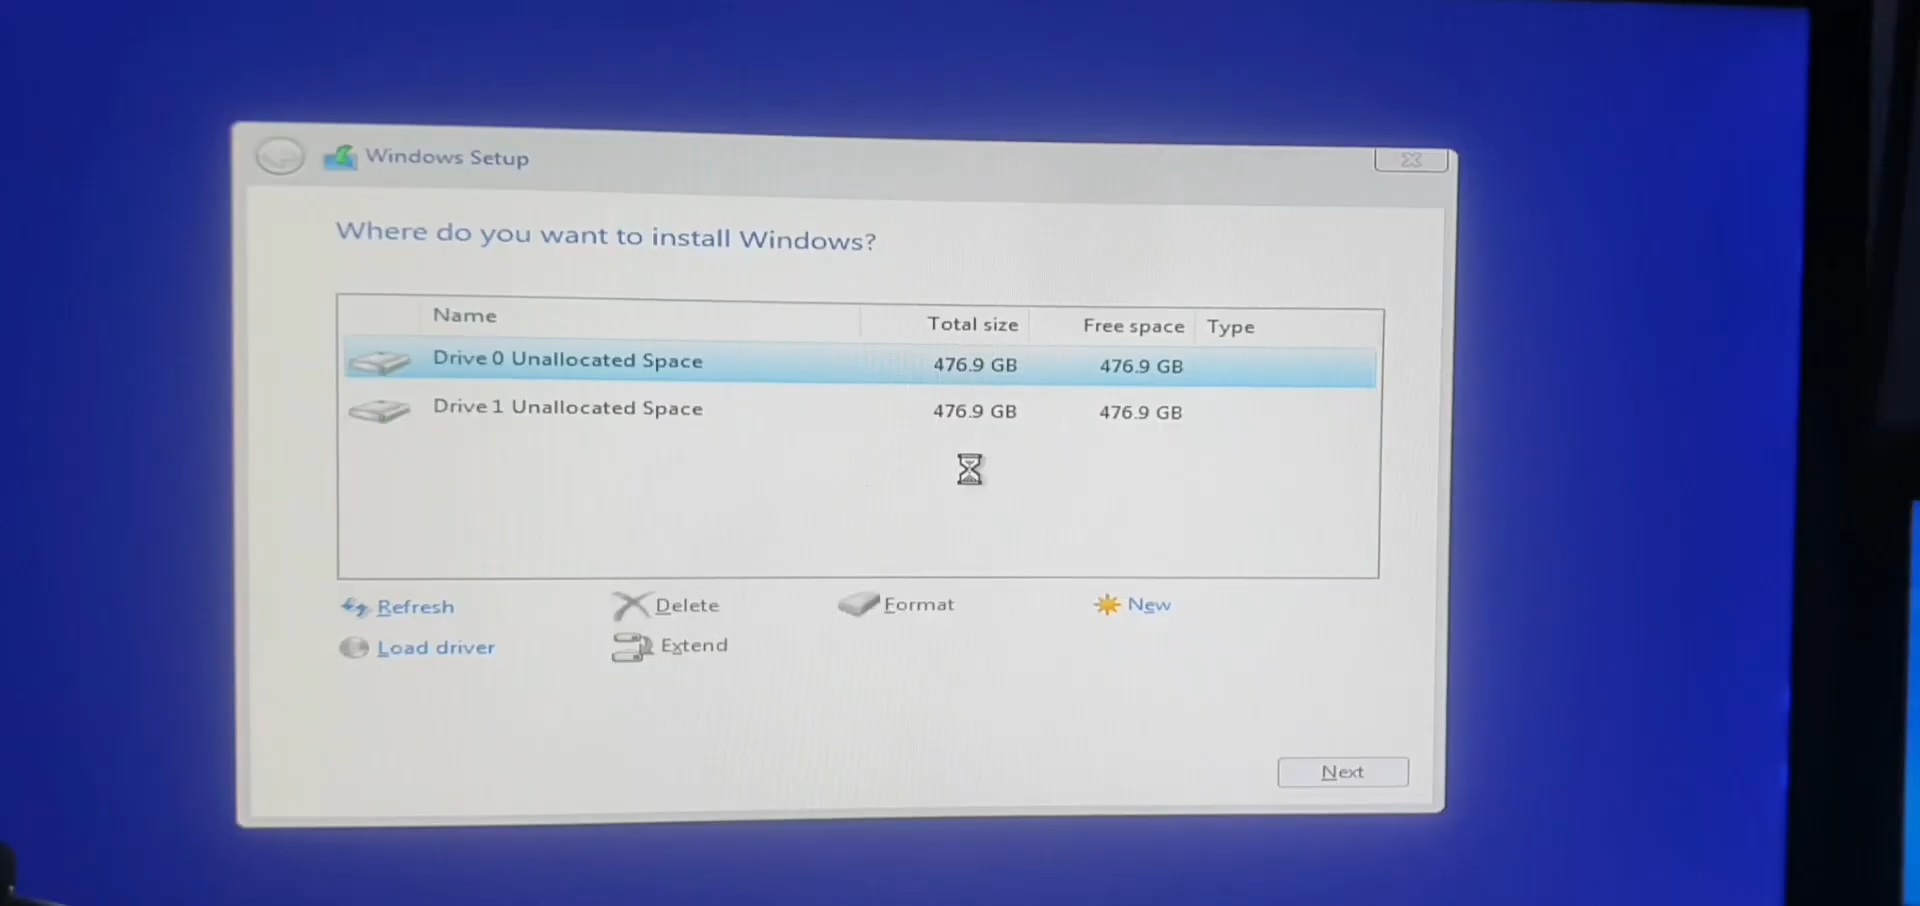 Windows Setup
Where do you want to install Windows?
Name Total size Free space Type
Drive 0 Unallocated Space 476.9 GB 476.9 GB
Drive 1 Unallocated Space 476.9 GB 476.9 GB
Refresh Delete Format New
Load driver Extend
Next